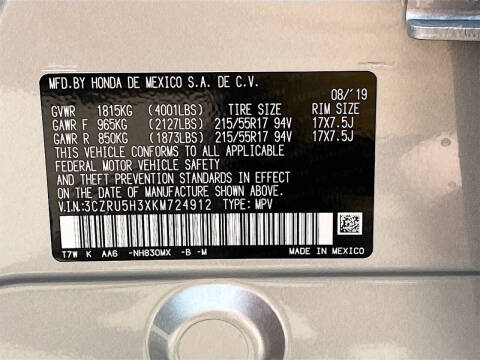 MFD.BY HONDA DE MEXICO S.A. DE C.V.
08/'19
GVWR 1815KG (4001LBS) TIRE SIZE RIM SIZE
GAWR F 965KG (2127LBS) 215/55R17 94V 17X7.5J
GAWR R 850KG (1873LBS) 215/55R17 94V 17X7.5J
THIS VEHICLE CONFORMS TO ALL APPLICABLE
FEDERAL MOTOR VEHICLE SAFETY
AND THEFT PREVENTION STANDARDS IN EFFECT
ON THE DATE OF MANUFACTURE SHOWN ABOVE.
V.I.N:3CZRU5H3XKM724912 TYPE: MPV
T7W K AA6 -NH830MX -B -M
MADE IN MEXICO